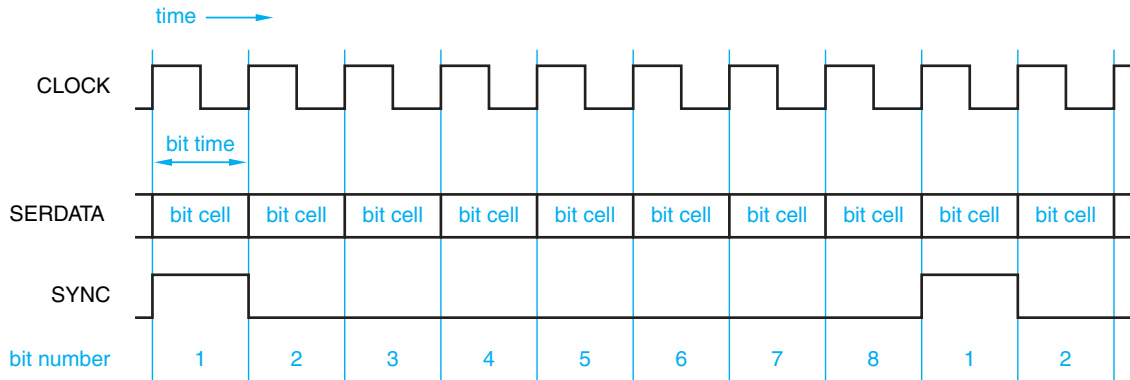 time
CLOCK
bit time
SERDATA bit cell bit cell bit cell bit cell bit cell bit cell bit cell bit cell bit cell bit cell
SYNC
bit number 1 2 3 4 5 6 7 8 1 2